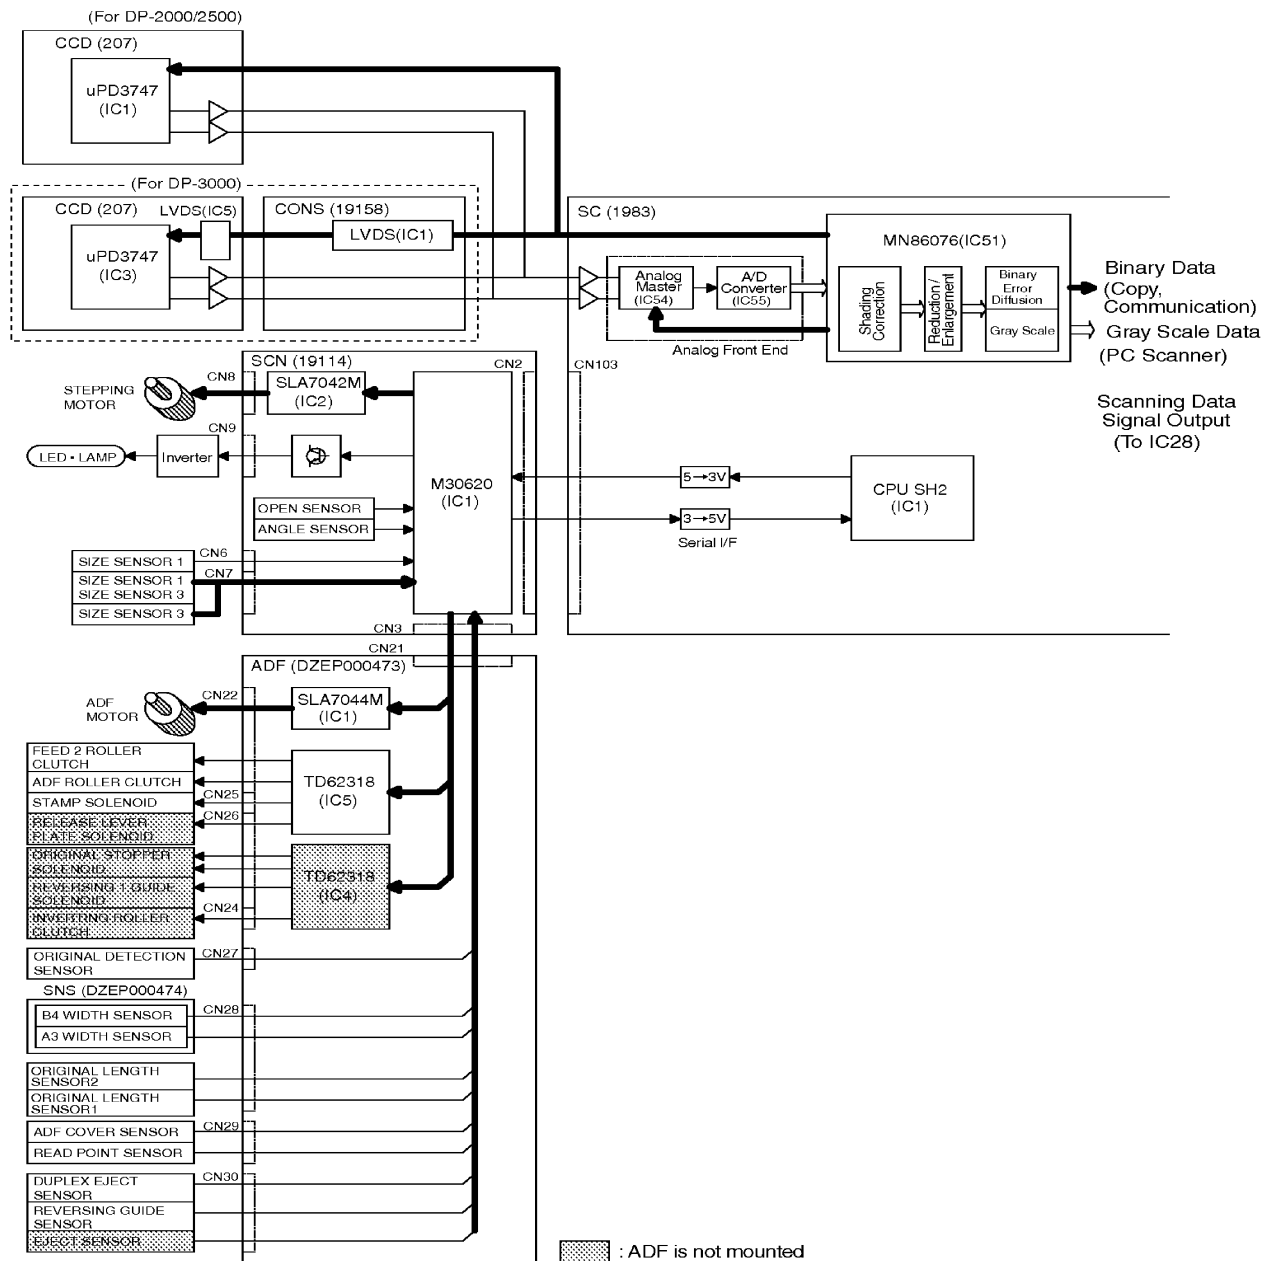 (For DP-2000/2500)
CCD (207)
uPD3747
(IC1)
(For DP-3000)
CCD (207)
LVDS(IC5)
CONS (19158)
LVDS(IC1)
uPD3747
(IC3)
SC (1983)
MN86076(IC51)
Analog
Master
(IC54)
A/D
Converter
(IC55)
Analog Front End
Shading
Correction
Reduction /
Enlargement
Binary
Error
Diffusion
Gray Scale
Binary Data
(Copy,
Communication)
Gray Scale Data
(PC Scanner)
Scanning Data
Signal Output
(To IC28)
SCN (19114)
CN2
CN103
STEPPING
MOTOR
CN8
SLA7042M
(IC2)
CN9
LED • LAMP
Inverter
M30620
(IC1)
OPEN SENSOR
ANGLE SENSOR
5→3V
3→5V
Serial I/F
CPU SH2
(IC1)
CN6
SIZE SENSOR 1
CN7
SIZE SENSOR 1
SIZE SENSOR 3
SIZE SENSOR 3
CN3
CN21
ADF (DZEP000473)
ADF
MOTOR
CN22
SLA7044M
(IC1)
FEED 2 ROLLER
CLUTCH
ADF ROLLER CLUTCH
STAMP SOLENOID
CN25
CN26
RELEASE LEVER
PLATE SOLENOID
TD62318
(IC5)
ORIGINAL STOPPER
SOLENOID
REVERSING 1 GUIDE
SOLENOID
CN24
INVERTING ROLLER
CLUTCH
TD62318
(IC4)
ORIGINAL DETECTION
SENSOR
CN27
SNS (DZEP000474)
B4 WIDTH SENSOR
CN28
A3 WIDTH SENSOR
ORIGINAL LENGTH
SENSOR2
ORIGINAL LENGTH
SENSOR1
ADF COVER SENSOR
CN29
READ POINT SENSOR
DUPLEX EJECT
SENSOR
CN30
REVERSING GUIDE
SENSOR
EJECT SENSOR
: ADF is not mounted